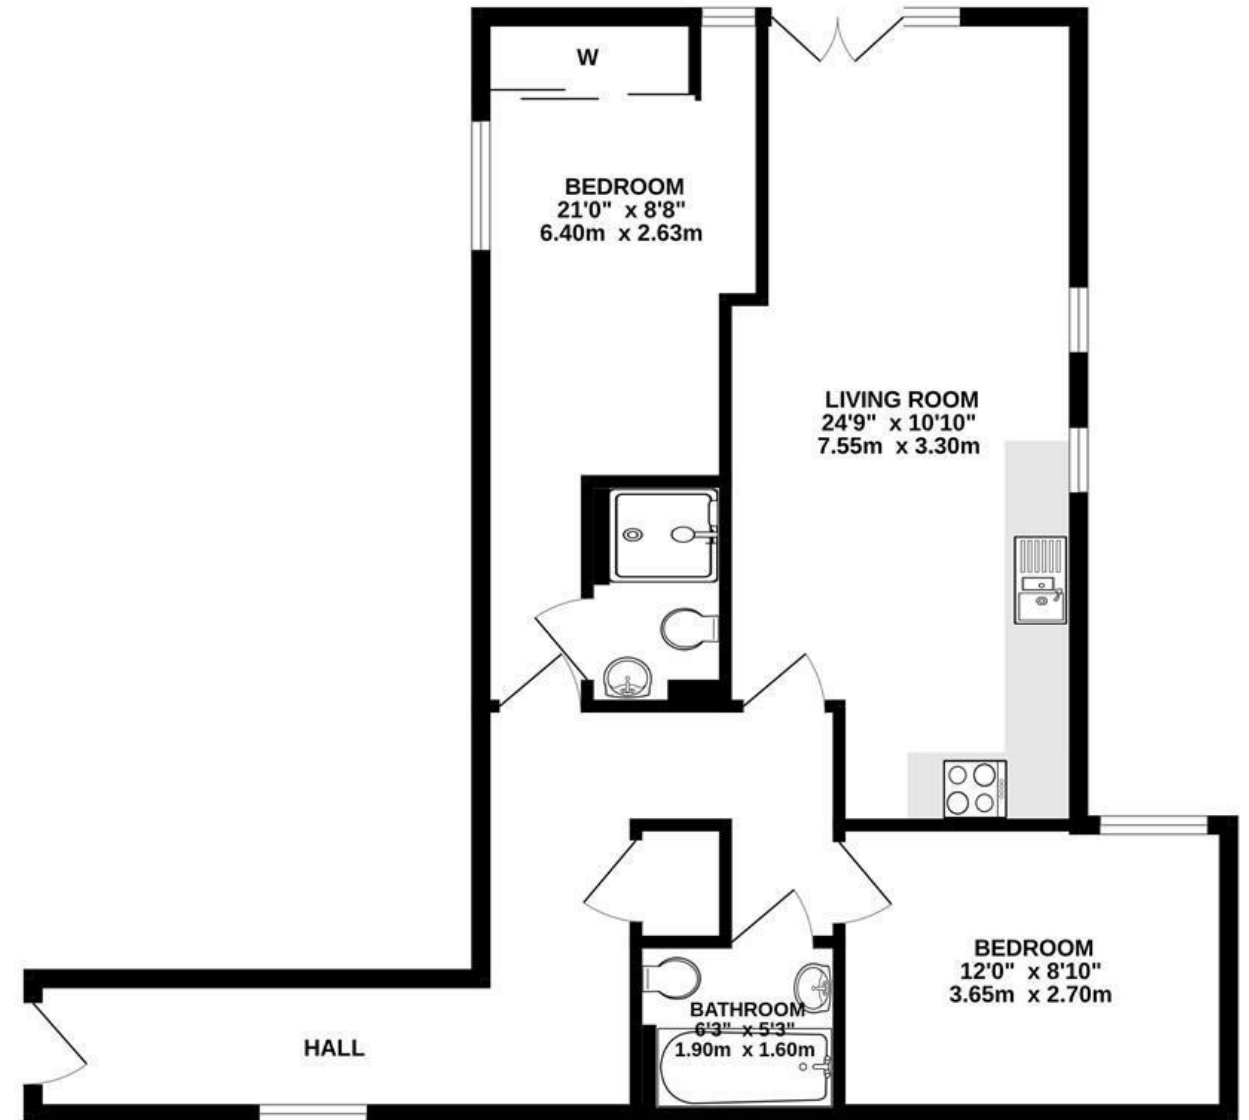 W
BEDROOM
21'0" x 8'8"
6.40m x 2.63m
LIVING ROOM
24'9" x 10'10"
7.55m x 3.30m
BEDROOM
12'0" x 8'10"
3.65m x 2.70m
BATHROOM
6'3" x 5'3"
1.90m x 1.60m
HALL